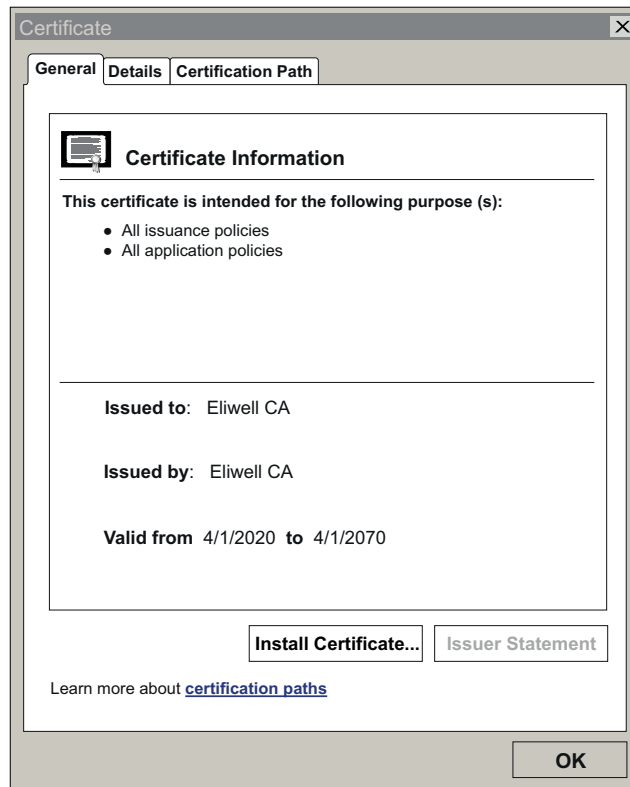 Certificate
X
General Details Certification Path
Certificate Information
This certificate is intended for the following purpose (s):
● All issuance policies
● All application policies
Issued to: Eliwell CA
Issued by: Eliwell CA
Valid from 4/1/2020 to 4/1/2070
Install Certificate... Issuer Statement
Learn more about certification paths
OK